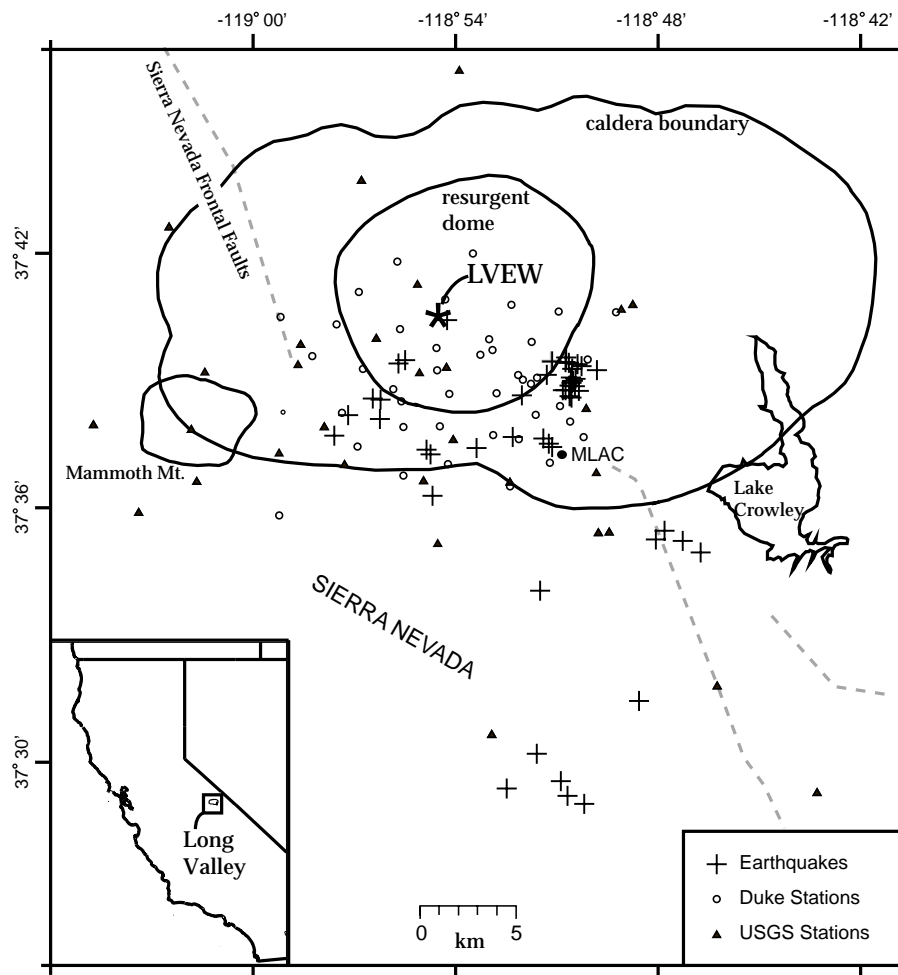 -119° 00'
-118° 54'
-118° 48'
-118° 42'
Sierra Nevada Frontal Faults
caldera boundary
resurgent
dome
37° 42'
LVEW
MLAC
Mammoth Mt.
Lake
Crowley
37° 36'
SIERRA NEVADA
37° 30'
Long
Valley
Earthquakes
Duke Stations
USGS Stations
0 5
km